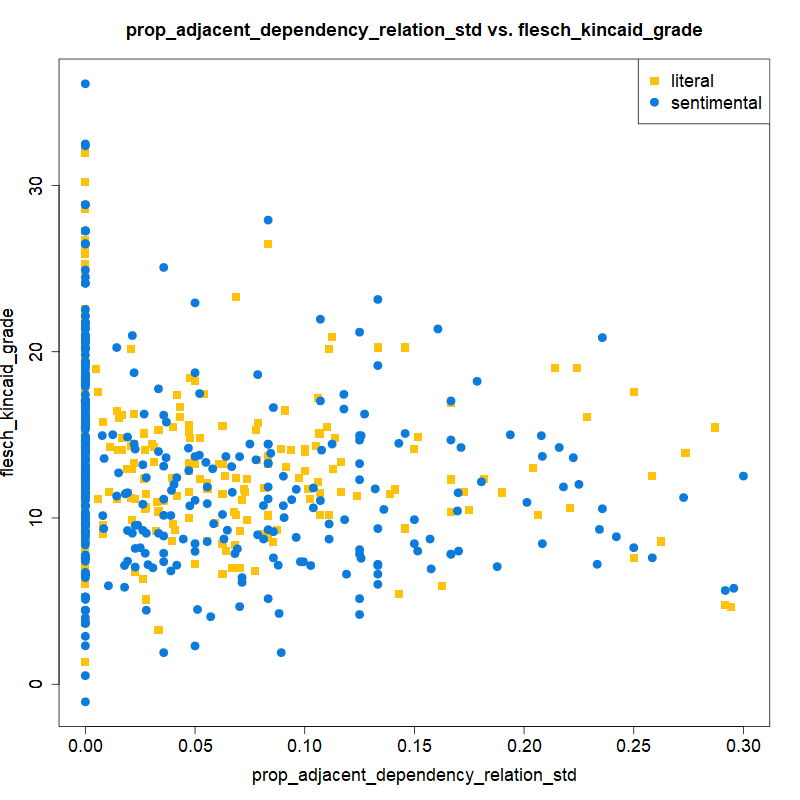 prop_adjacent_dependency_relation_std vs. flesch_kincaid_grade
literal
sentimental
30
20
10
0
flesch_kincaid_grade
0.00 0.05 0.10 0.15 0.20 0.25 0.30
prop_adjacent_dependency_relation_std